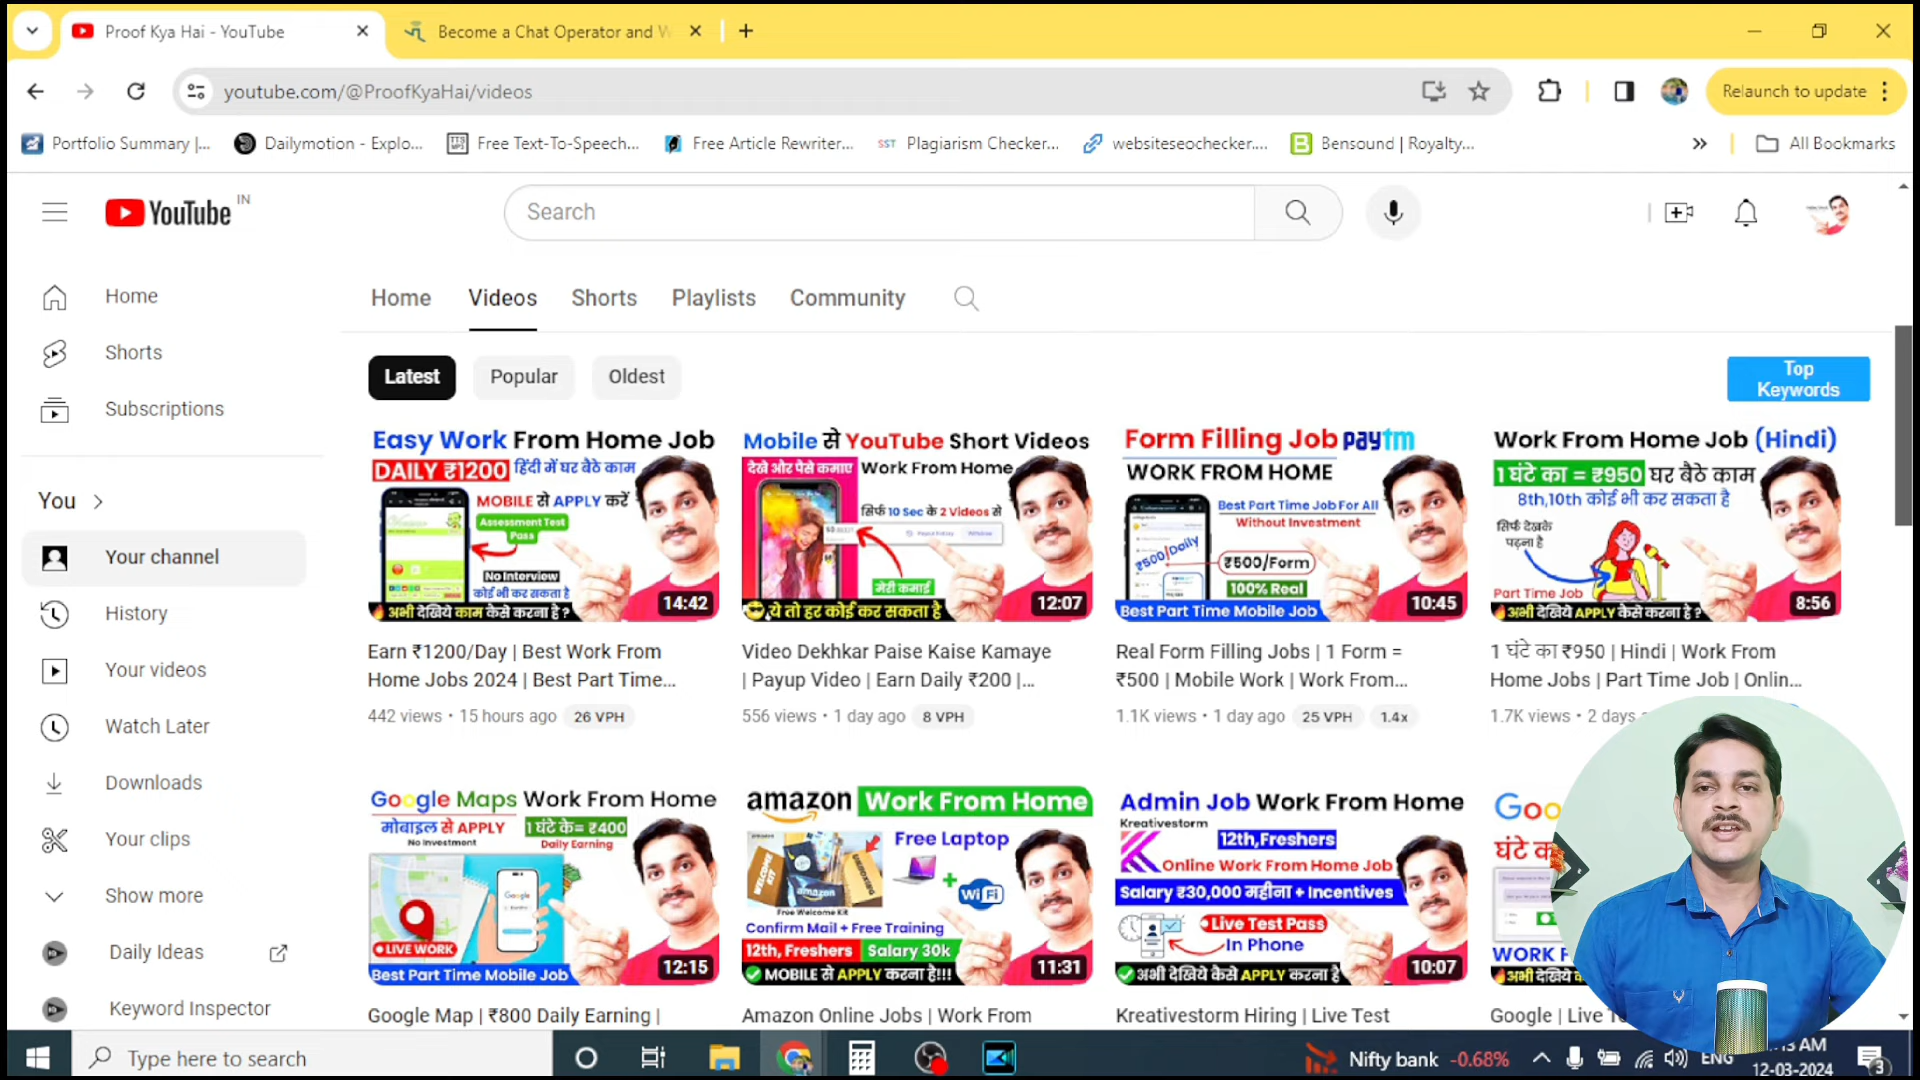 Proof Kya Hai - YouTube
Become a Chat Operator and W
youtube.com/@ProofKyaHai/videos
Relaunch to update
Portfolio Summary |...
Dailymotion - Explo...
Free Text-To-Speech...
Free Article Rewriter...
SST Plagiarism Checker...
websiteseochecker....
Bensound | Royalty...
All Bookmarks
YouTube IN
Search
Home
Shorts
Subscriptions
You
Your channel
History
Your videos
Watch Later
Downloads
Your clips
Show more
Daily Ideas
Keyword Inspector
Home Videos Shorts Playlists Community
Latest Popular Oldest
Top
Keywords
Easy Work From Home Job
DAILY ₹1200 हिंदी में घर बैठे काम
MOBILE से APPLY करें
Assessment Test
Pass
No Interview
कोई भी कर सकता है
अभी देखिये काम कैसे करना है ?
14:42
Earn ₹1200/Day | Best Work From
Home Jobs 2024 | Best Part Time...
442 views • 15 hours ago 26 VPH
Mobile से YouTube Short Videos
देखे और पैसे कमाए Work From Home
सिर्फ 10 Sec के 2 Videos से
मेरी कमाई
ये तो हर कोई कर सकता है
12:07
Video Dekhkar Paise Kaise Kamaye
| Payup Video | Earn Daily ₹200 |...
556 views • 1 day ago 8 VPH
Form Filling Job paytm
WORK FROM HOME
Best Part Time Job For All
Without Investment
₹500/Daily
₹500/Form
100% Real
Best Part Time Mobile Job
10:45
Real Form Filling Jobs | 1 Form =
₹500 | Mobile Work | Work From...
1.1K views • 1 day ago 25 VPH 1.4x
Work From Home Job (Hindi)
1 घंटे का = ₹950 घर बैठे काम
8th,10th कोई भी कर सकता है
सिर्फ देखके
पढ़ना है
Part Time Job
अभी देखिये APPLY कैसे करना है ?
8:56
1 घंटे का ₹950 | Hindi | Work From
Home Jobs | Part Time Job | Onlin...
1.7K views • 2 days
Google Maps Work From Home
मोबाइल से APPLY 1 घंटे के= ₹400
No Investment Daily Earning
Google
LIVE WORK
Best Part Time Mobile Job
12:15
Google Map | ₹800 Daily Earning |
amazon Work From Home
Free Laptop
WELCOME KIT
amazon
UNBOXING
+ WiFi
Free Welcome Kit
Confirm Mail + Free Training
12th, Freshers Salary 30k
MOBILE से APPLY करना है!!!
11:31
Amazon Online Jobs | Work From
Admin Job Work From Home
Kreativestorm
12th,Freshers
Online Work From Home Job
Salary ₹30,000 महीना + Incentives
Live Test Pass
In Phone
अभी देखिये कैसे APPLY करना है
10:07
Kreativestorm Hiring | Live Test
Goo
घंटे क
WORK F
अभी देखिये क
Google | Live T
Type here to search
Nifty bank -0.68%
ENG
AM
12-03-2024
3